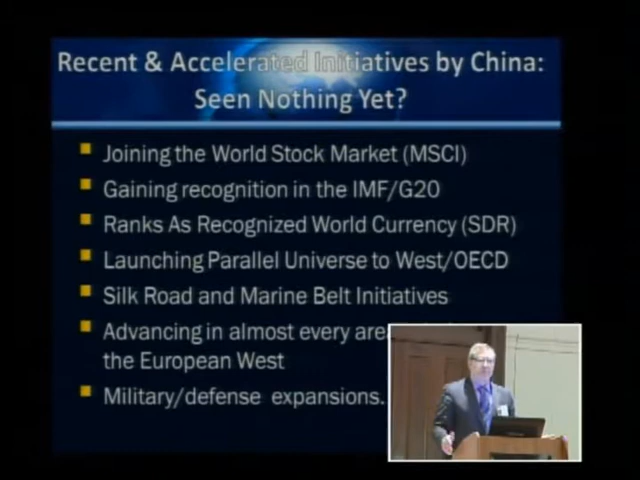 Recent & Accelerated Initiatives by China:
Seen Nothing Yet?
Joining the World Stock Market (MSCI)
Gaining recognition in the IMF/G20
Ranks As Recognized World Currency (SDR)
Launching Parallel Universe to West/OECD
Silk Road and Marine Belt Initiatives
Advancing in almost every
the European West
Military/defense expansions.